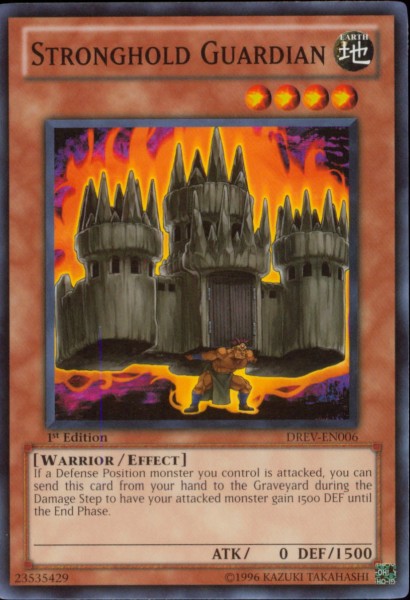 STRONGHOLD GUARDIAN
EARTH
地
1st Edition
DREV-EN006
[WARRIOR / EFFECT]
If a Defense Position monster you control is attacked, you can
send this card from your hand to the Graveyard during the
Damage Step to have your attacked monster gain 1500 DEF until
the End Phase.
ATK/ 0 DEF/1500
23535429
©1996 KAZUKI TAKAHASHI